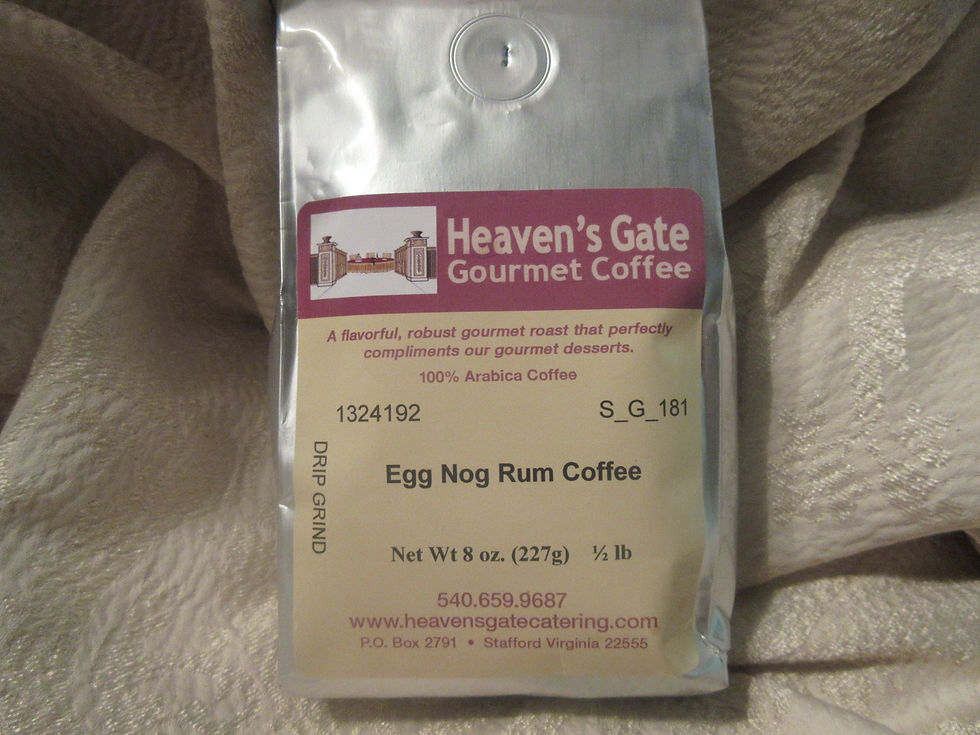 Heaven's Gate
Gourmet Coffee
A flavorful, robust gourmet roast that perfectly
compliments our gourmet desserts.
100% Arabica Coffee
1324192 S_G_181
DRIP GRIND
Egg Nog Rum Coffee
Net Wt 8 oz. (227g) ½ lb
540.659.9687
www.heavensgatecatering.com
P.O. Box 2791 • Stafford Virginia 22555